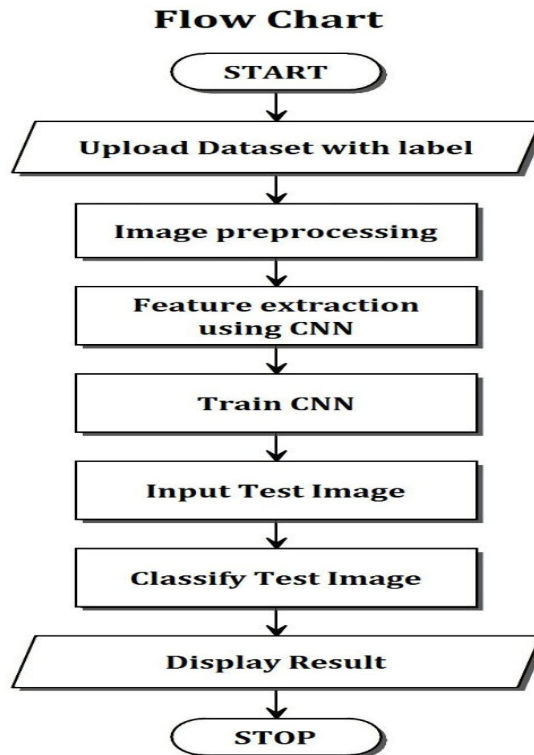 Flow Chart
START
Upload Dataset with label
Image preprocessing
Feature extraction
using CNN
Train CNN
Input Test Image
Classify Test Image
Display Result
STOP